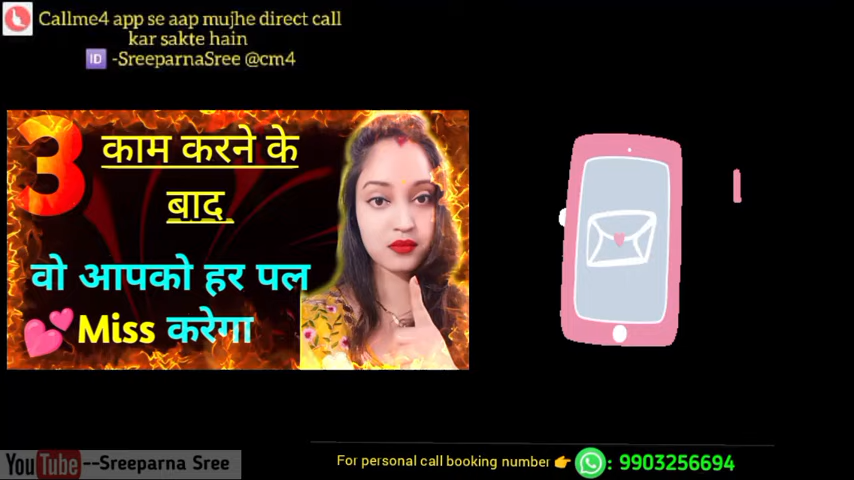 Callme4 app se aap mujhe direct call
kar sakte hain
ID -SreeparnaSree @cm4
3 काम करने के
बाद
वो आपको हर पल
Miss करेगा
YouTube--Sreeparna Sree
For personal call booking number 👉 : 9903256694